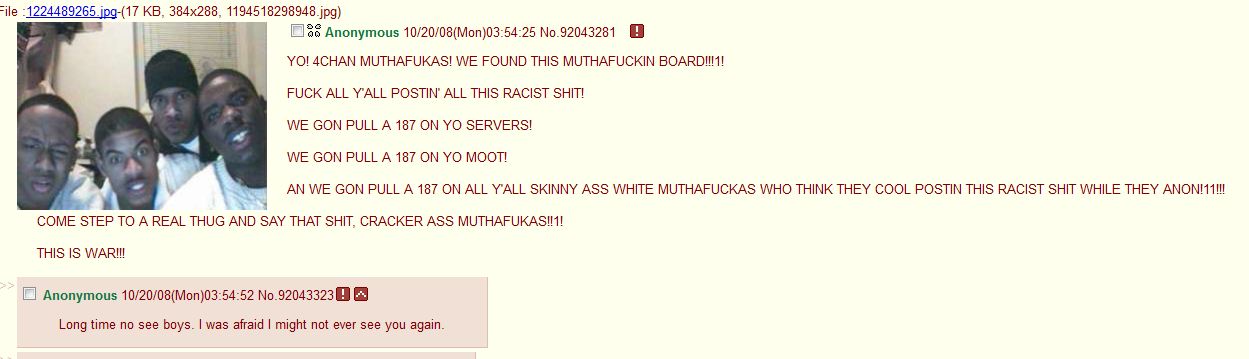 File :1224489265.jpg-(17 KB, 384x288, 1194518298948.jpg)
Anonymous 10/20/08(Mon)03:54:25 No.92043281
YO! 4CHAN MUTHAFUKAS! WE FOUND THIS MUTHAFUCKIN BOARD!!!1!
FUCK ALL Y'ALL POSTIN' ALL THIS RACIST SHIT!
WE GON PULL A 187 ON YO SERVERS!
WE GON PULL A 187 ON YO MOOT!
AN WE GON PULL A 187 ON ALL Y'ALL SKINNY ASS WHITE MUTHAFUCKAS WHO THINK THEY COOL POSTIN THIS RACIST SHIT WHILE THEY ANON!11!!!
COME STEP TO A REAL THUG AND SAY THAT SHIT, CRACKER ASS MUTHAFUKAS!!1!
THIS IS WAR!!!
>>
Anonymous 10/20/08(Mon)03:54:52 No.92043323
Long time no see boys. I was afraid I might not ever see you again.
>>